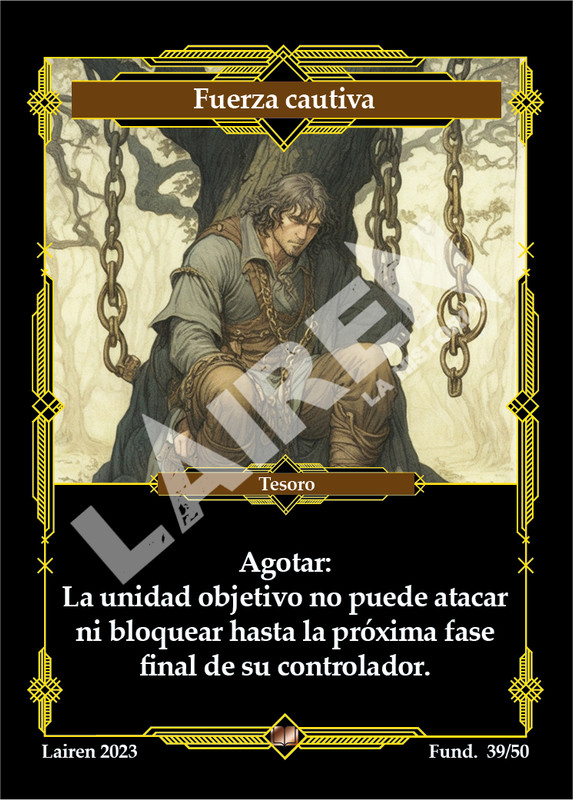 Fuerza cautiva
LAIREN
Tesoro
Agotar:
La unidad objetivo no puede atacar
ni bloquear hasta la próxima fase
final de su controlador.
Lairen 2023
Fund. 39/50